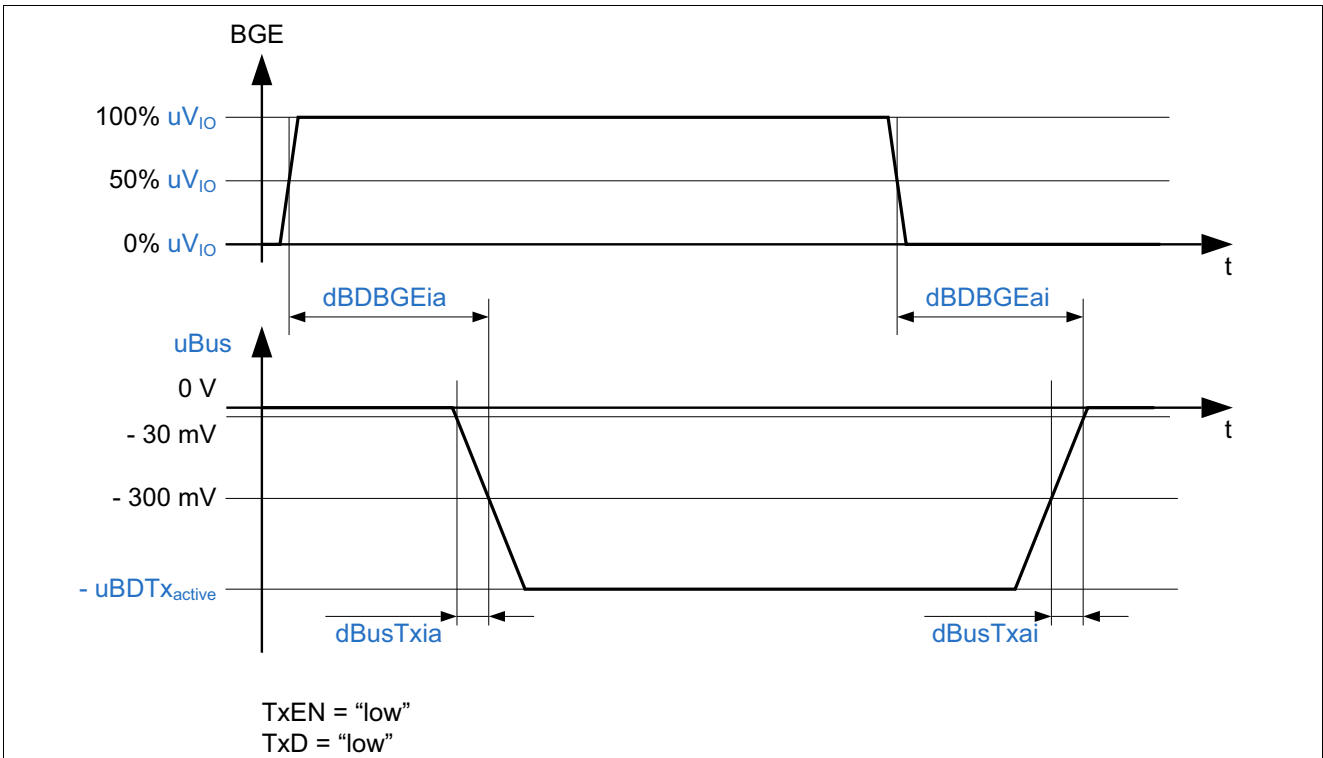 BGE
100% uVIO
50% uVIO
0% uVIO
t
dBDBGEia
dBDBGEai
uBus
0 V
- 30 mV
t
- 300 mV
- uBDTxactive
dBusTxia
dBusTxai
TxEN = “low”
TxD = “low”